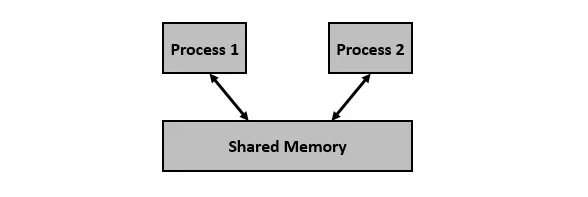 Process 1
Process 2
Shared Memory